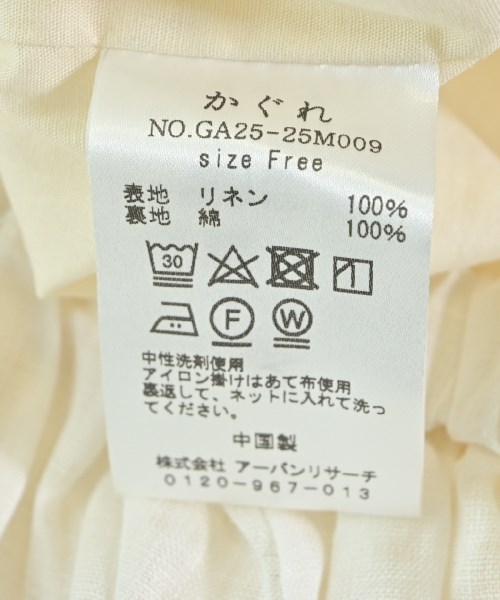 かぐれ
NO.GA25-25M009
size Free
表地 リネン 100%
裏地 綿 100%
30
F W
中性洗剤使用
アイロン掛けはあて布使用
裏返して、ネットに入れて洗っ
てください。
中国製
株式会社 アーバンリサーチ
0120-967-013